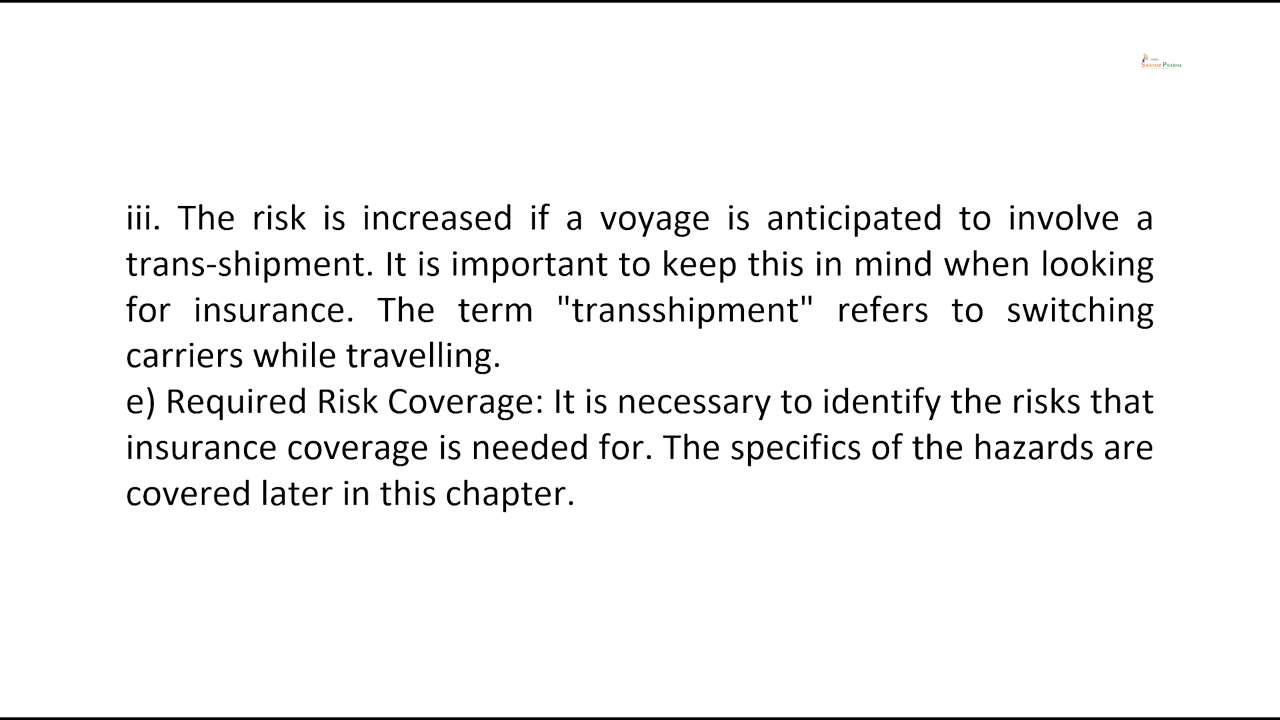 Swayam Prabha
iii. The risk is increased if a voyage is anticipated to involve a
trans-shipment. It is important to keep this in mind when looking
for insurance. The term "transshipment" refers to switching
carriers while travelling.
e) Required Risk Coverage: It is necessary to identify the risks that
insurance coverage is needed for. The specifics of the hazards are
covered later in this chapter.